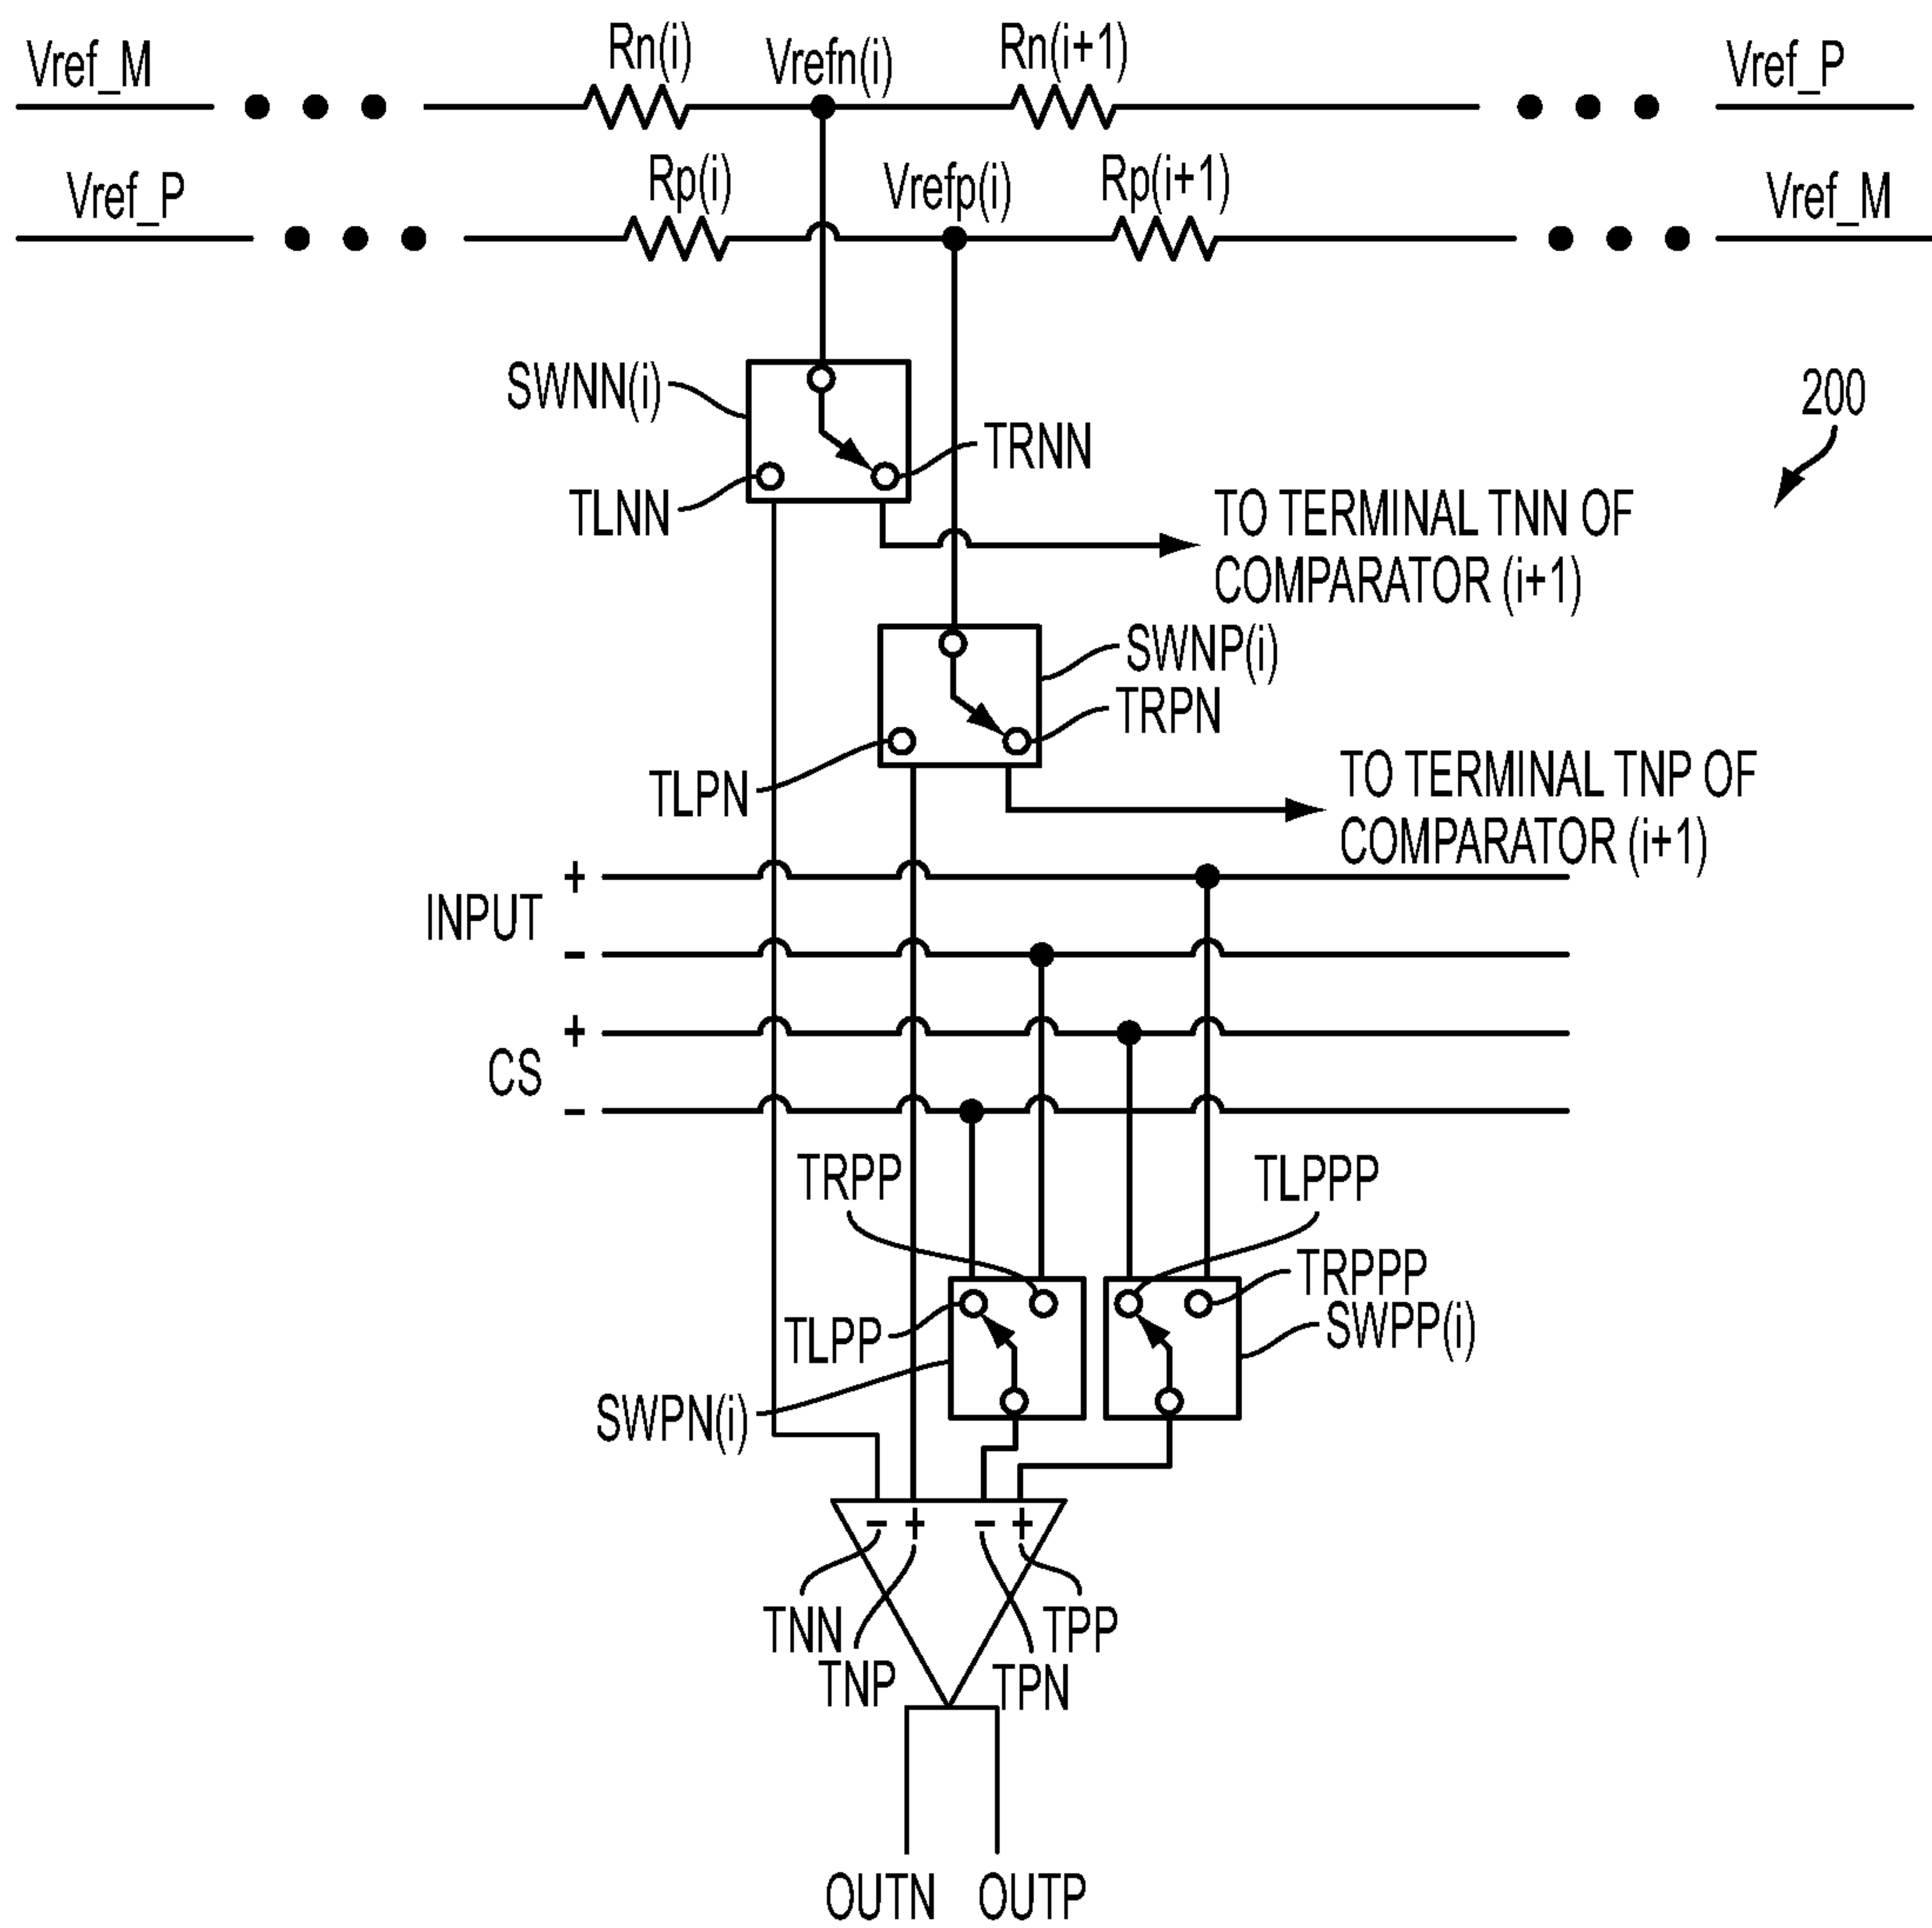 Rn(i)
Vrefn(i)
Rn(i+1)
Vref_M
Vref_P
Rp(i)
Vrefp(i)
Rp(i+1)
Vref_P
Vref_M
SWNN(i)
200
TRNN
TLNN
TO TERMINAL TNN OF
COMPARATOR (i+1)
SWNP(i)
TRPN
TLPN
TO TERMINAL TNP OF
COMPARATOR (i+1)
+
INPUT
-
+
CS
-
TRPP
TLPPP
TRPPP
TLPP
SWPP(i)
SWPN(i)
- + - +
TNN
TPP
TNP
TPN
OUTN
OUTP